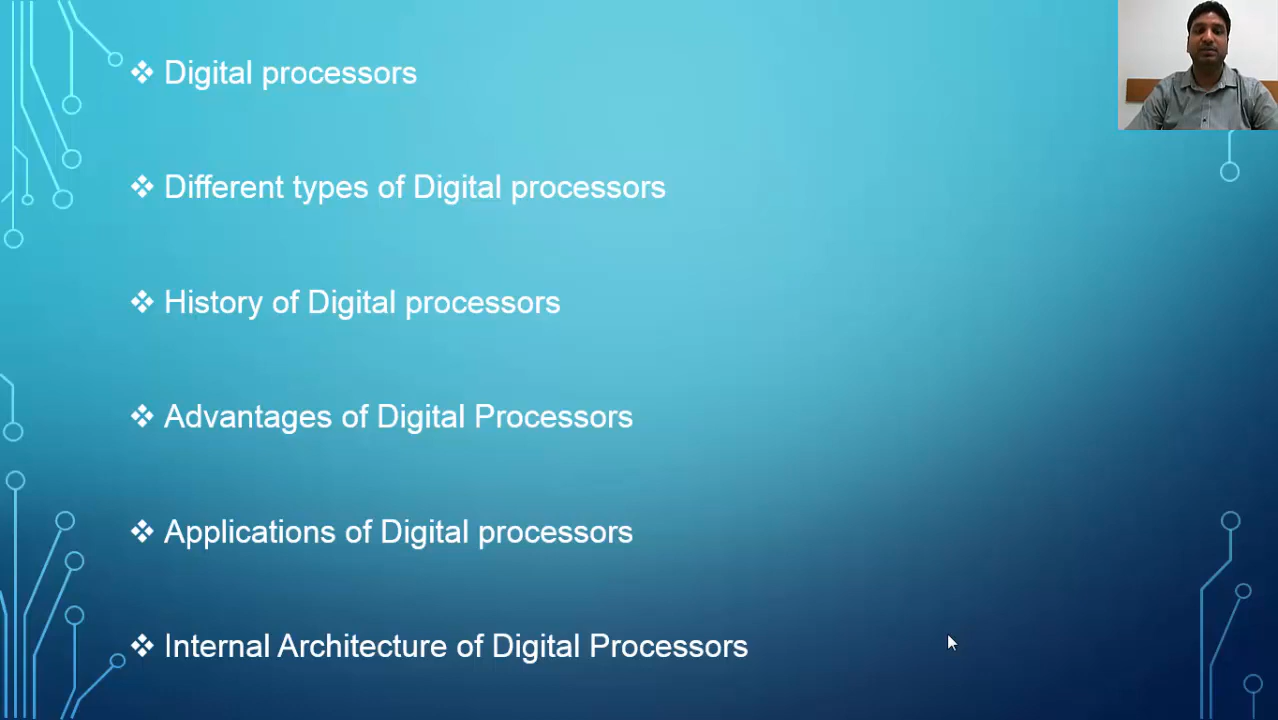 ❖ Digital processors
❖ Different types of Digital processors
❖ History of Digital processors
❖ Advantages of Digital Processors
❖ Applications of Digital processors
❖ Internal Architecture of Digital Processors